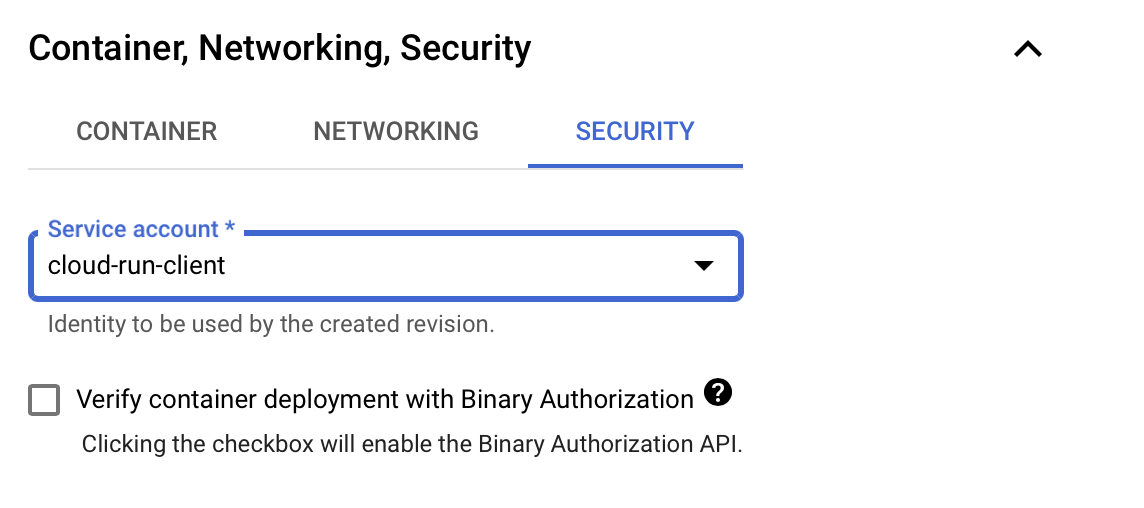 Container, Networking, Security
CONTAINER NETWORKING SECURITY
Service account *
cloud-run-client
Identity to be used by the created revision.
Verify container deployment with Binary Authorization ?
Clicking the checkbox will enable the Binary Authorization API.